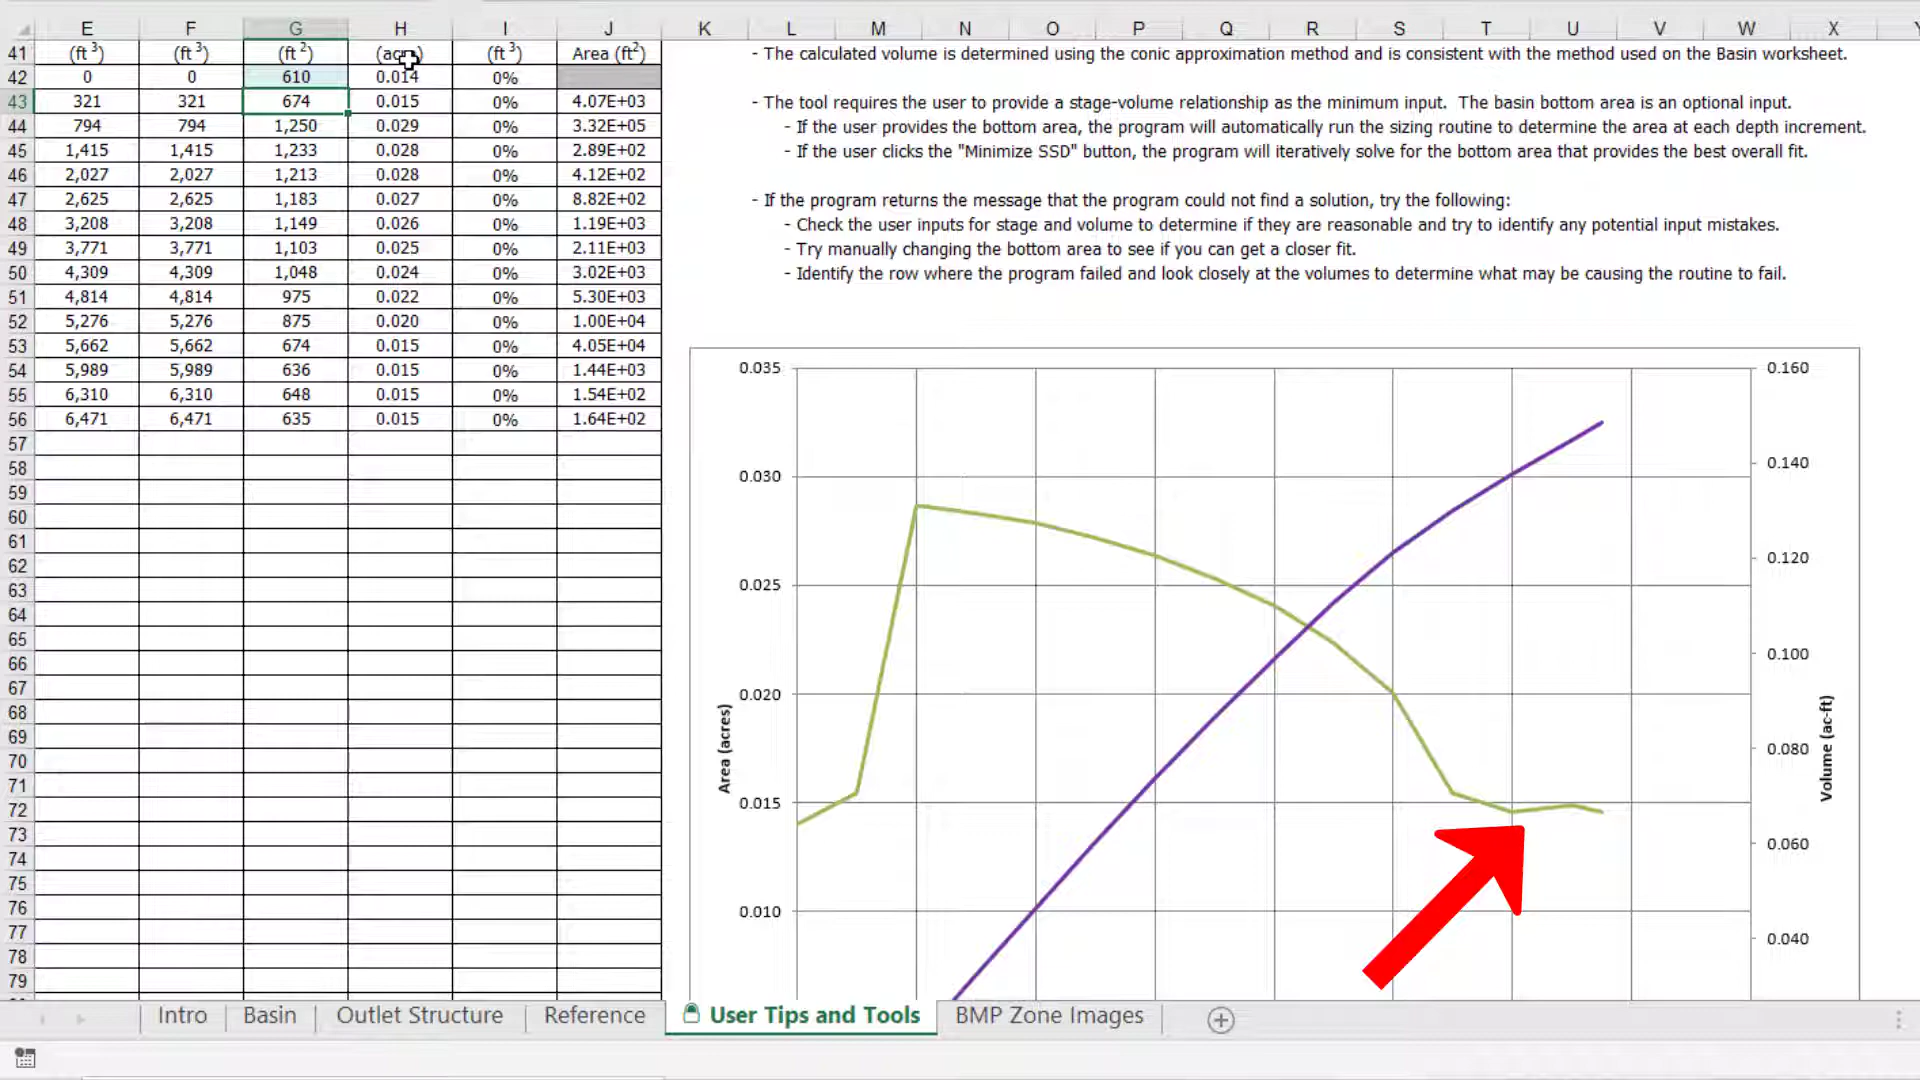 E F G H I J K L M N O P Q R S T U V W X Y
41 (ft 3) (ft 3) (ft 2) I (ft 3) Area (ft2)
42 0 0 610 0.014 0%
43 321 321 674 0.015 0% 4.07E+03
44 794 794 1,250 0.029 0% 3.32E+05
45 1,415 1,415 1,233 0.028 0% 2.89E+02
46 2,027 2,027 1,213 0.028 0% 4.12E+02
47 2,625 2,625 1,183 0.027 0% 8.82E+02
48 3,208 3,208 1,149 0.026 0% 1.19E+03
49 3,771 3,771 1,103 0.025 0% 2.11E+03
50 4,309 4,309 1,048 0.024 0% 3.02E+03
51 4,814 4,814 975 0.022 0% 5.30E+03
52 5,276 5,276 875 0.020 0% 1.00E+04
53 5,662 5,662 674 0.015 0% 4.05E+04
54 5,989 5,989 636 0.015 0% 1.44E+03
55 6,310 6,310 648 0.015 0% 1.54E+02
56 6,471 6,471 635 0.015 0% 1.64E+02
57
58
59
60
61
62
63
64
65
66
67
68
69
70
71
72
73
74
75
76
77
78
79
- The calculated volume is determined using the conic approximation method and is consistent with the method used on the Basin worksheet.
- The tool requires the user to provide a stage-volume relationship as the minimum input. The basin bottom area is an optional input.
- If the user provides the bottom area, the program will automatically run the sizing routine to determine the area at each depth increment.
- If the user clicks the "Minimize SSD" button, the program will iteratively solve for the bottom area that provides the best overall fit.
- If the program returns the message that the program could not find a solution, try the following:
- Check the user inputs for stage and volume to determine if they are reasonable and try to identify any potential input mistakes.
- Try manually changing the bottom area to see if you can get a closer fit.
- Identify the row where the program failed and look closely at the volumes to determine what may be causing the routine to fail.
0.035
0.030
0.025
0.020
0.015
0.010
Area (acres)
0.160
0.140
0.120
0.100
0.080
0.060
0.040
Volume (ac-ft)
Intro Basin Outlet Structure Reference User Tips and Tools BMP Zone Images